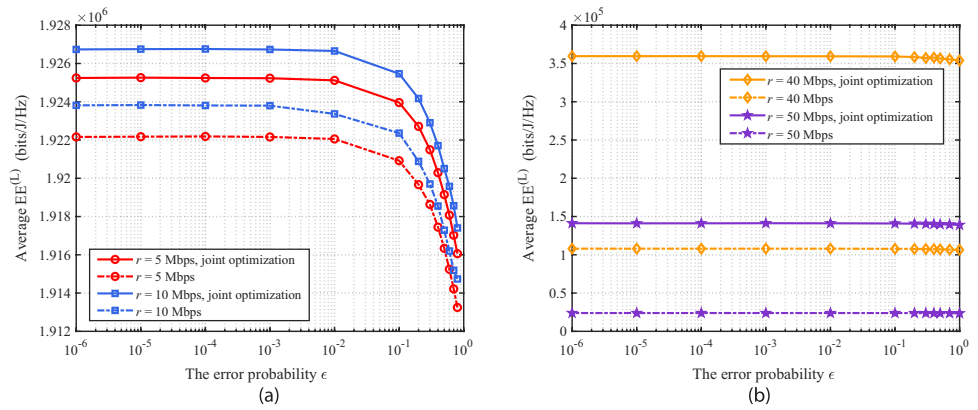 ×10^6
1.928
1.926
1.924
1.922
1.92
1.918
1.916
1.914
1.912
Average EE^(L) (bits/J/Hz)
r = 5 Mbps, joint optimization
r = 5 Mbps
r = 10 Mbps, joint optimization
r = 10 Mbps
10^-6 10^-5 10^-4 10^-3 10^-2 10^-1 10^0
The error probability ϵ
(a)
×10^5
4
3.5
3
2.5
2
1.5
1
0.5
0
Average EE^(L) (bits/J/Hz)
r = 40 Mbps, joint optimization
r = 40 Mbps
r = 50 Mbps, joint optimization
r = 50 Mbps
10^-6 10^-5 10^-4 10^-3 10^-2 10^-1 10^0
The error probability ϵ
(b)